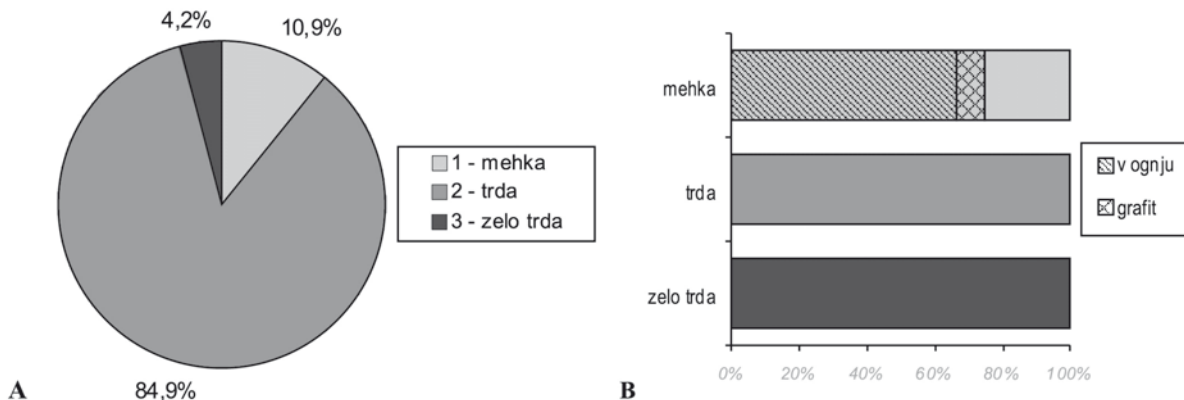 4,2%
10,9%
1 - mehka
2 - trda
3 - zelo trda
84,9%
A
mehka
trda
zelo trda
v ognju
grafit
0% 20% 40% 60% 80% 100%
B